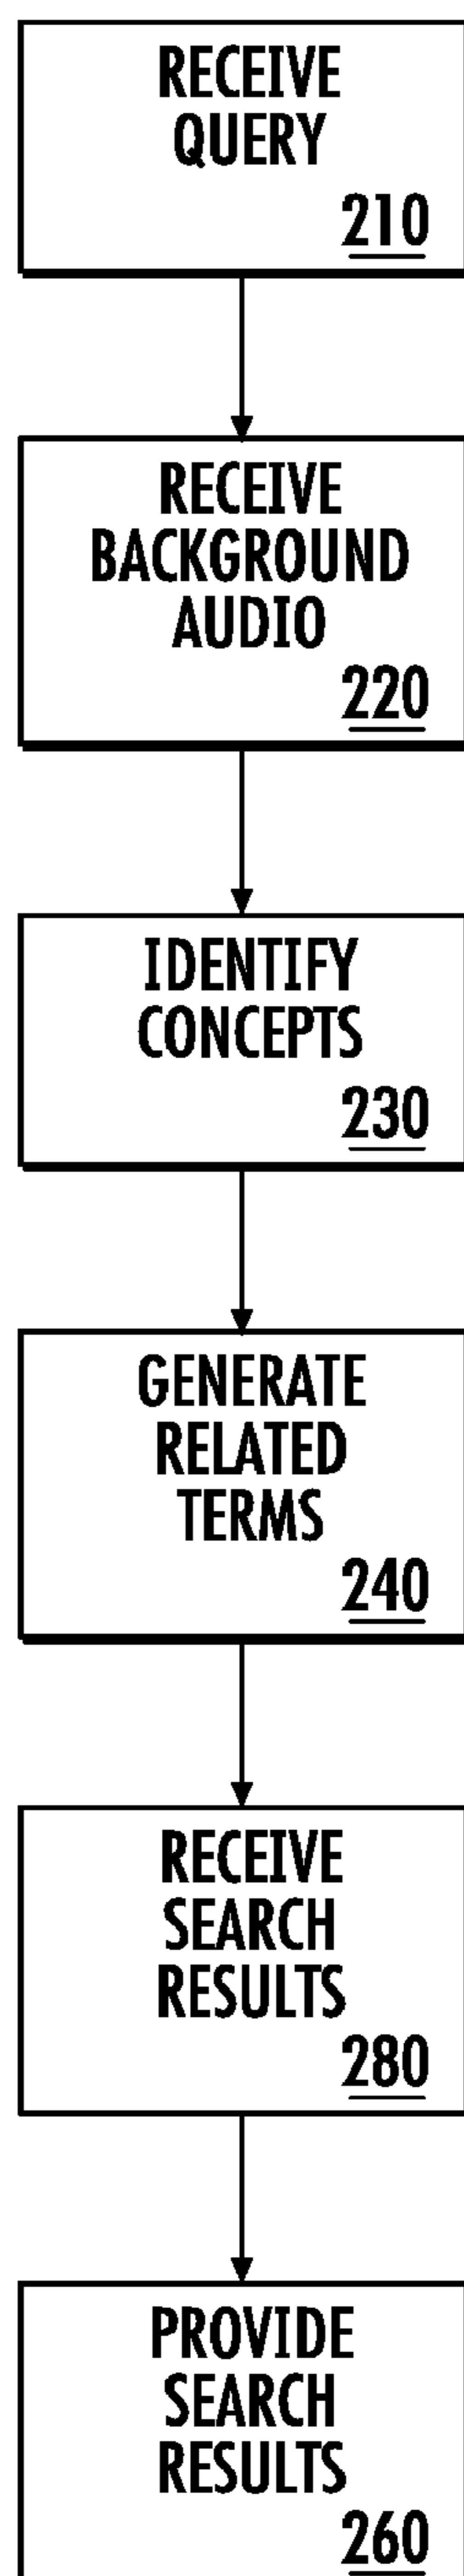 RECEIVE
QUERY
210
RECEIVE
BACKGROUND
AUDIO
220
IDENTIFY
CONCEPTS
230
GENERATE
RELATED
TERMS
240
RECEIVE
SEARCH
RESULTS
280
PROVIDE
SEARCH
RESULTS
260